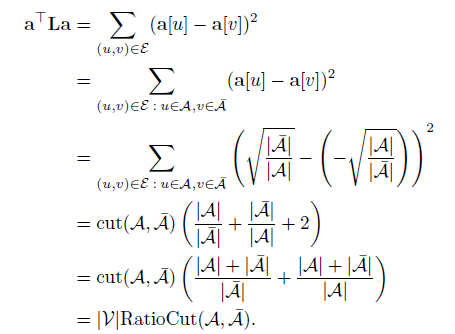 a^⊤La = ∑_{(u,v)∈ℰ} (a[u] − a[v])²
= ∑_{(u,v)∈ℰ : u∈𝒜,v∈𝒜̄} (a[u] − a[v])²
= ∑_{(u,v)∈ℰ : u∈𝒜,v∈𝒜̄} (√(|𝒜̄|/|𝒜|) − (−√(|𝒜|/|𝒜̄|)))²
= cut(𝒜, 𝒜̄) (|𝒜|/|𝒜̄| + |𝒜̄|/|𝒜| + 2)
= cut(𝒜, 𝒜̄) ((|𝒜| + |𝒜̄|)/|𝒜̄| + (|𝒜| + |𝒜̄|)/|𝒜|)
= |𝒱|RatioCut(𝒜, 𝒜̄).